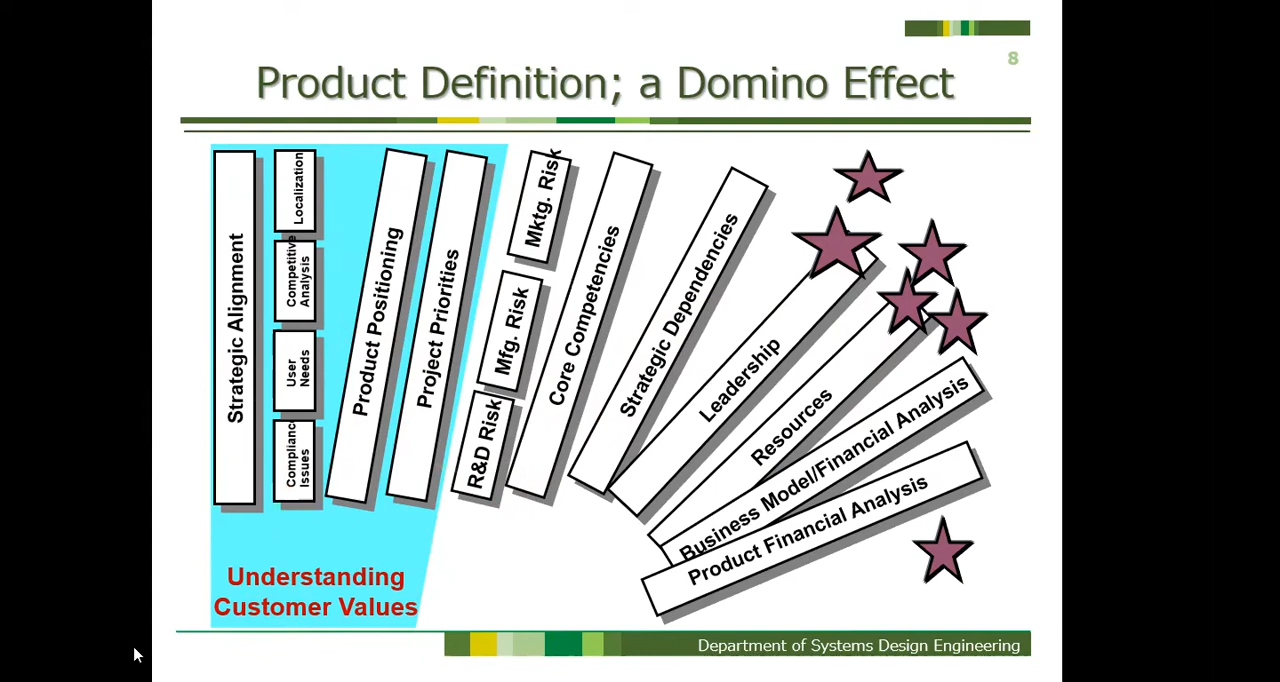 8
Product Definition; a Domino Effect
Strategic Alignment
Localization
Competitive
Analysis
User
Needs
Complianc
Issues
Product Positioning
Project Priorities
Mktg. Risk
Mfg. Risk
R&D Risk
Core Competencies
Strategic Dependencies
Leadership
Resources
Business Model/Financial Analysis
Product Financial Analysis
Understanding
Customer Values
Department of Systems Design Engineering